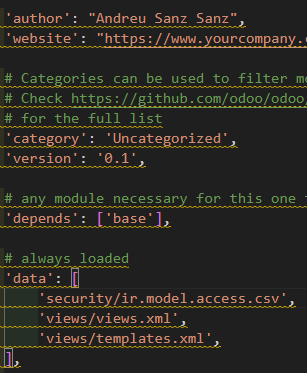 'author': "Andreu Sanz Sanz",
'website': "https://www.yourcompany.
# Categories can be used to filter
# Check https://github.com/odoo/odoo/
# for the full list
'category': 'Uncategorized',
'version': '0.1',
# any module necessary for this one
'depends': ['base'],
# always loaded
'data': [
'security/ir.model.access.csv',
'views/views.xml',
'views/templates.xml',
],